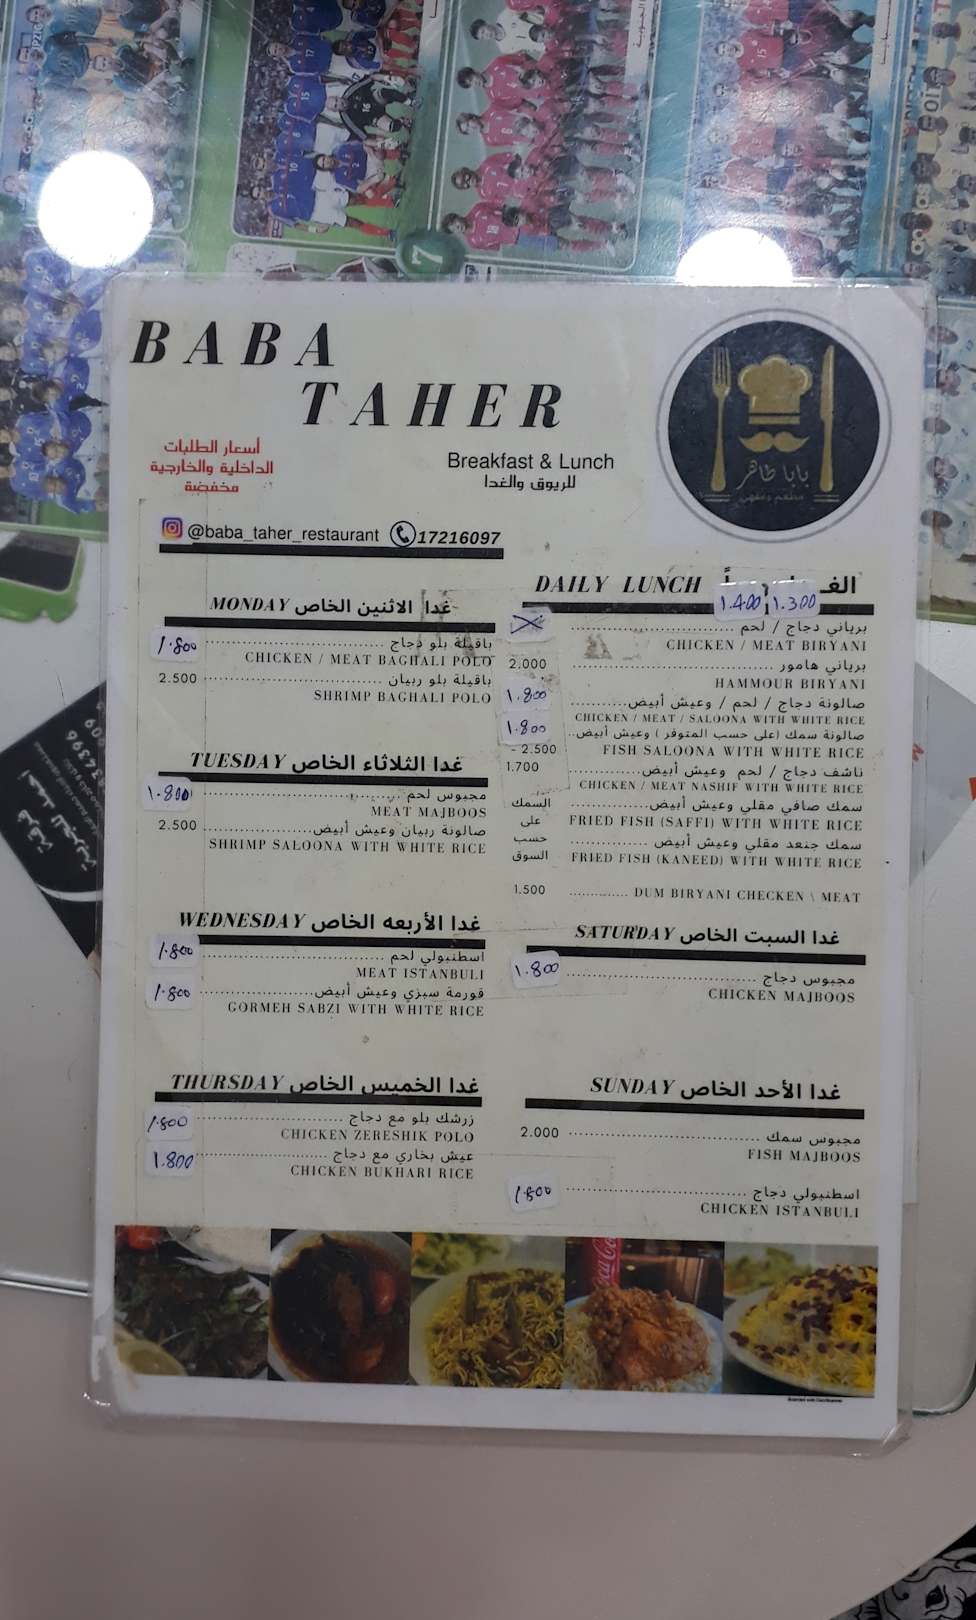 BABA
TAHER
أسعار الطلبات
الداخلية والخارجية
مخفضة
Breakfast & Lunch
للريوق والغدا
بابا طاهر
@baba_taher_restaurant 17216097
DAILY LUNCH
1.400 1.300
برياني دجاج / لحم
CHICKEN / MEAT BIRYANI
2.000 برياني هامور
HAMMOUR BIRYANI
1.800 صالونة دجاج / لحم / وعيش أبيض
CHICKEN / MEAT / SALOONA WITH WHITE RICE
1.800 صالونة سمك (على حسب المتوفر ) وعيش أبيض
- 2.500 FISH SALOONA WITH WHITE RICE
1.700 ناشف دجاج / لحم وعيش أبيض
CHICKEN / MEAT NASHIF WITH WHITE RICE
سمك صافي مقلي وعيش أبيض
FRIED FISH (SAFFI) WITH WHITE RICE
سمك جنعد مقلي وعيش أبيض
FRIED FISH (KANEED) WITH WHITE RICE
السمك
على
حسب
السوق
1.500 DUM BIRYANI CHECKEN \ MEAT
SATURDAY غدا السبت الخاص
1.800 مجبوس دجاج
CHICKEN MAJBOOS
SUNDAY غدا الأحد الخاص
2.000 مجبوس سمك
FISH MAJBOOS
1.800 اسطنبولي دجاج
CHICKEN ISTANBULI
MONDAY غدا الاثنين الخاص
1.800 باقيلة بلو دجاج
CHICKEN / MEAT BAGHALI POLO
2.500 باقيلة بلو ربيان
SHRIMP BAGHALI POLO
TUESDAY غدا الثلاثاء الخاص
1.800 مجبوس لحم
MEAT MAJBOOS
2.500 صالونة ربيان وعيش أبيض
SHRIMP SALOONA WITH WHITE RICE
WEDNESDAY غدا الأربعه الخاص
1.800 اسطنبولي لحم
MEAT ISTANBULI
1.800 قورمة سبزي وعيش أبيض
GORMEH SABZI WITH WHITE RICE
THURSDAY غدا الخميس الخاص
1.800 زرشك بلو مع دجاج
CHICKEN ZERESHIK POLO
1.800 عيش بخاري مع دجاج
CHICKEN BUKHARI RICE